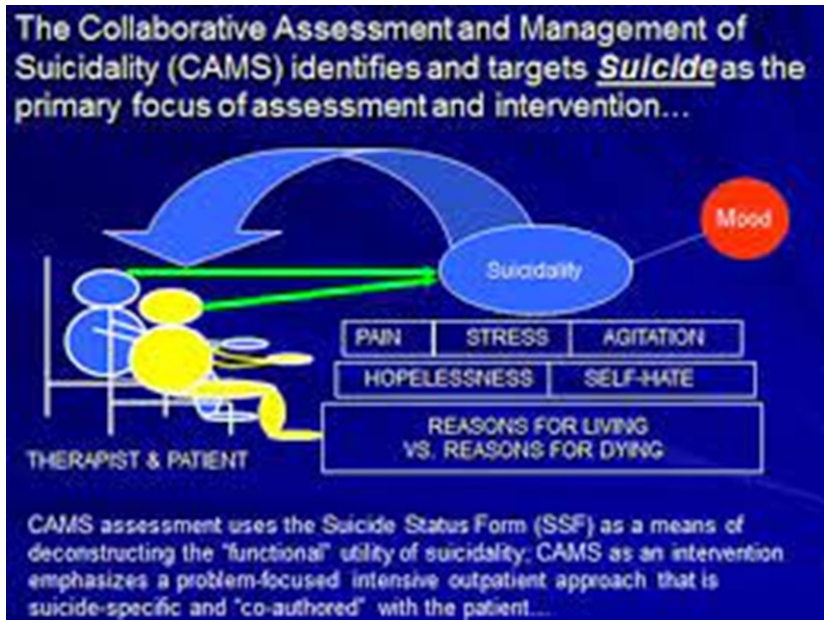 The Collaborative Assessment and Management of
Suicidality (CAMS) identifies and targets Suicide as the
primary focus of assessment and intervention...
Mood
Suicidality
PAIN STRESS AGITATION
HOPELESSNESS SELF-HATE
REASONS FOR LIVING
VS. REASONS FOR DYING
THERAPIST & PATIENT
CAMS assessment uses the Suicide Status Form (SSF) as a means of
deconstructing the "functional" utility of suicidality; CAMS as an intervention
emphasizes a problem-focused intensive outpatient approach that is
suicide-specific and "co-authored" with the patient...